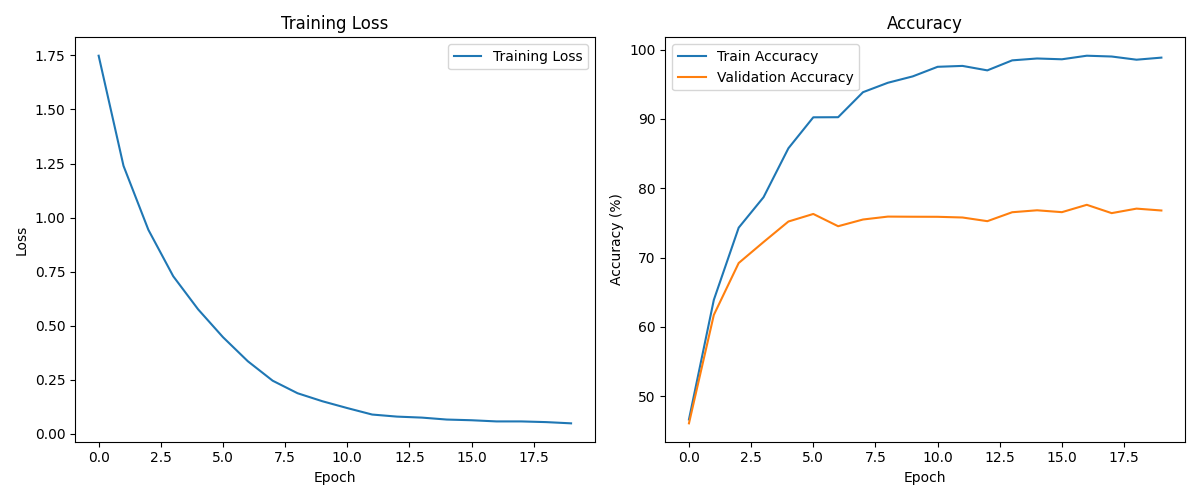 Training Loss
Training Loss
1.75
1.50
1.25
1.00
0.75
0.50
0.25
0.00
Loss
0.0 2.5 5.0 7.5 10.0 12.5 15.0 17.5
Epoch
Accuracy
Train Accuracy
Validation Accuracy
100
90
80
70
60
50
Accuracy (%)
0.0 2.5 5.0 7.5 10.0 12.5 15.0 17.5
Epoch